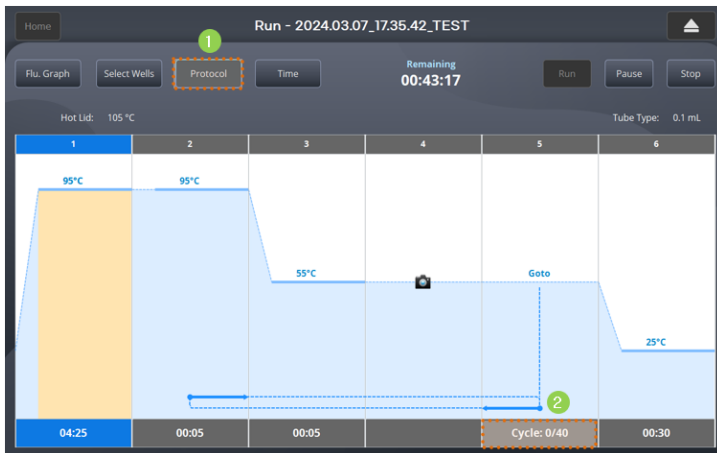 Home
Run - 2024.03.07_17.35.42_TEST
1
Flu. Graph
Select Wells
Protocol
Time
Remaining
00:43:17
Run
Pause
Stop
Hot Lid: 105 °C
Tube Type: 0.1 mL
1 2 3 4 5 6
95°C
95°C
55°C
Goto
25°C
2
04:25
00:05
00:05
Cycle: 0/40
00:30